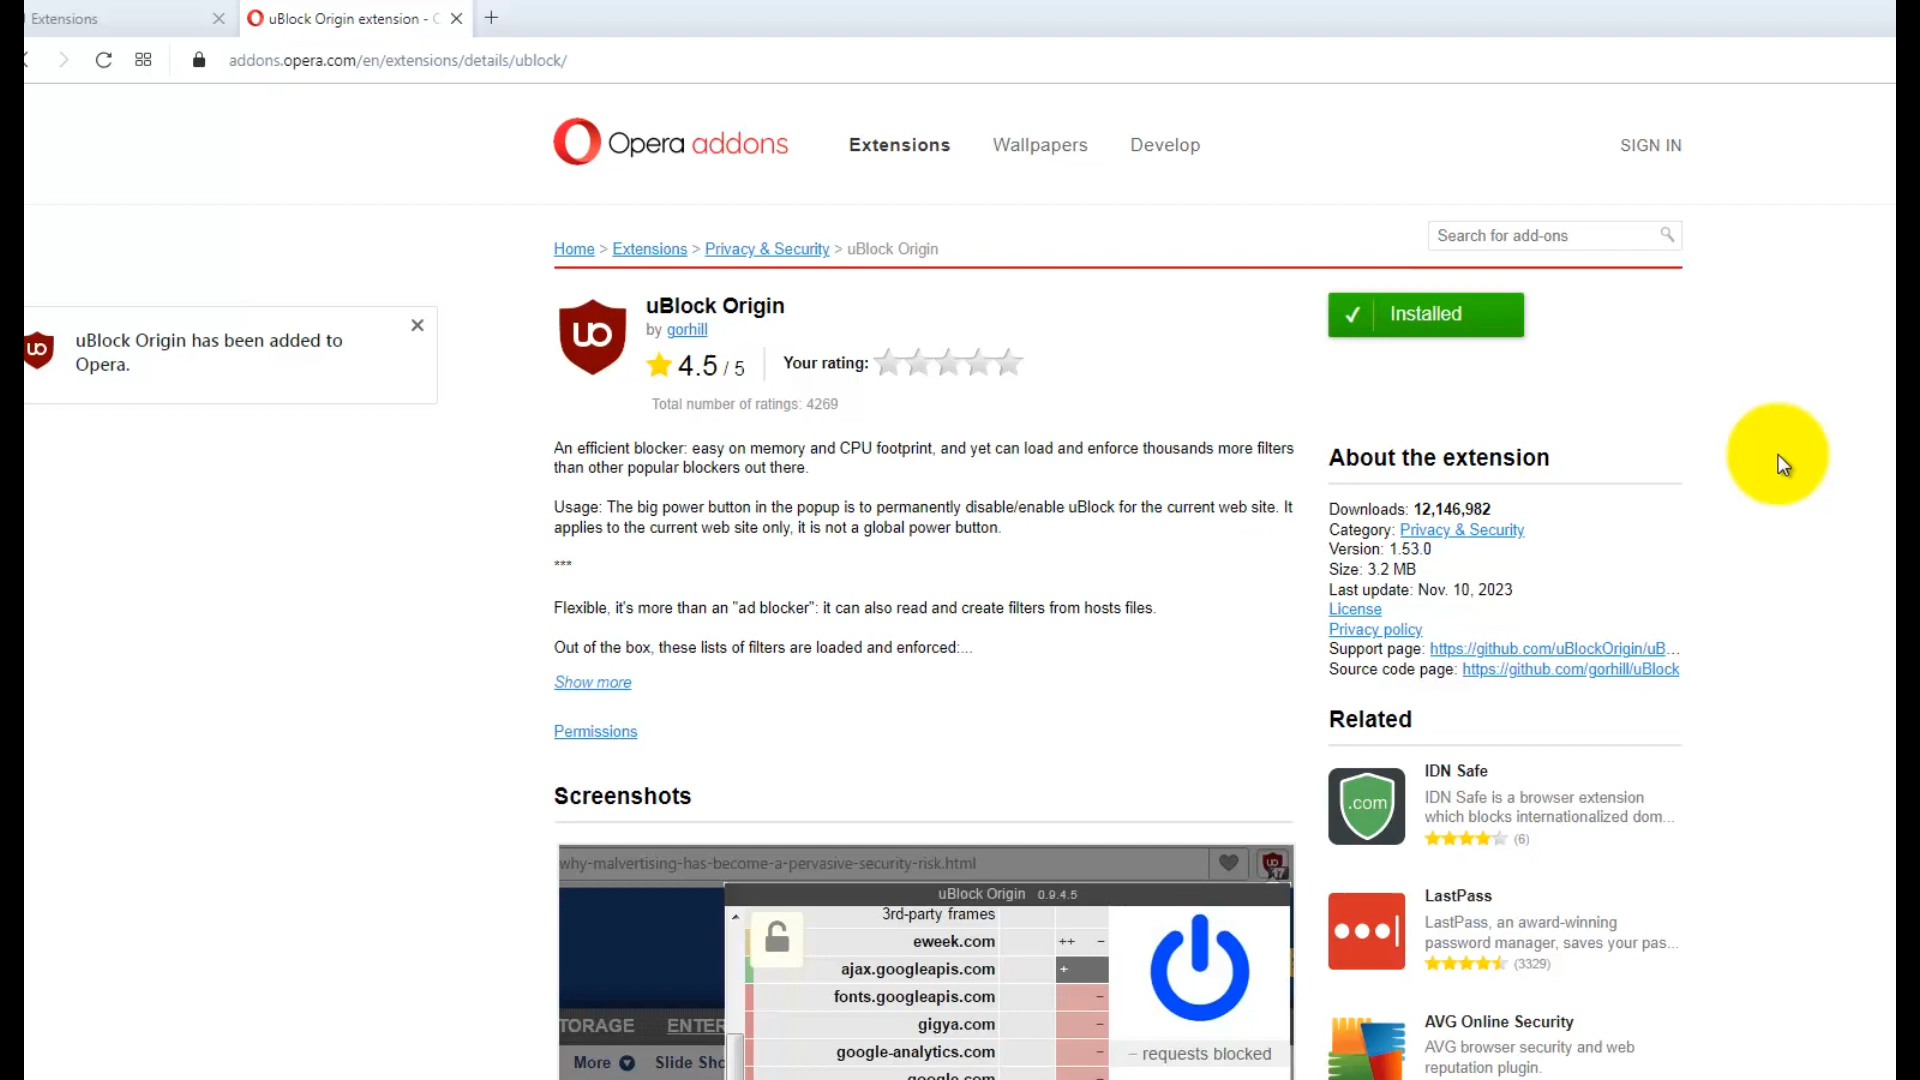 Extensions
uBlock Origin extension -
addons.opera.com/en/extensions/details/ublock/
Opera addons
Extensions
Wallpapers
Develop
SIGN IN
Home > Extensions > Privacy & Security > uBlock Origin
Search for add-ons
uBlock Origin has been added to
Opera.
uBlock Origin
by gorhill
4.5 / 5
Your rating:
Total number of ratings: 4269
Installed
An efficient blocker: easy on memory and CPU footprint, and yet can load and enforce thousands more filters
than other popular blockers out there.
Usage: The big power button in the popup is to permanently disable/enable uBlock for the current web site. It
applies to the current web site only, it is not a global power button.
***
Flexible, it's more than an "ad blocker": it can also read and create filters from hosts files.
Out of the box, these lists of filters are loaded and enforced:...
Show more
Permissions
Screenshots
why-malvertising-has-become-a-pervasive-security-risk.html
17
uBlock Origin 0.9.4.5
3rd-party frames
eweek.com ++ –
ajax.googleapis.com +
fonts.googleapis.com –
gigya.com –
google-analytics.com –
google.com
– requests blocked
TORAGE ENTER
More Slide Sho
About the extension
Downloads: 12,146,982
Category: Privacy & Security
Version: 1.53.0
Size: 3.2 MB
Last update: Nov. 10, 2023
License
Privacy policy
Support page: https://github.com/uBlockOrigin/uB...
Source code page: https://github.com/gorhill/uBlock
Related
.com
IDN Safe
IDN Safe is a browser extension
which blocks internationalized dom...
(6)
LastPass
LastPass, an award-winning
password manager, saves your pas...
(3329)
AVG Online Security
AVG browser security and web
reputation plugin.